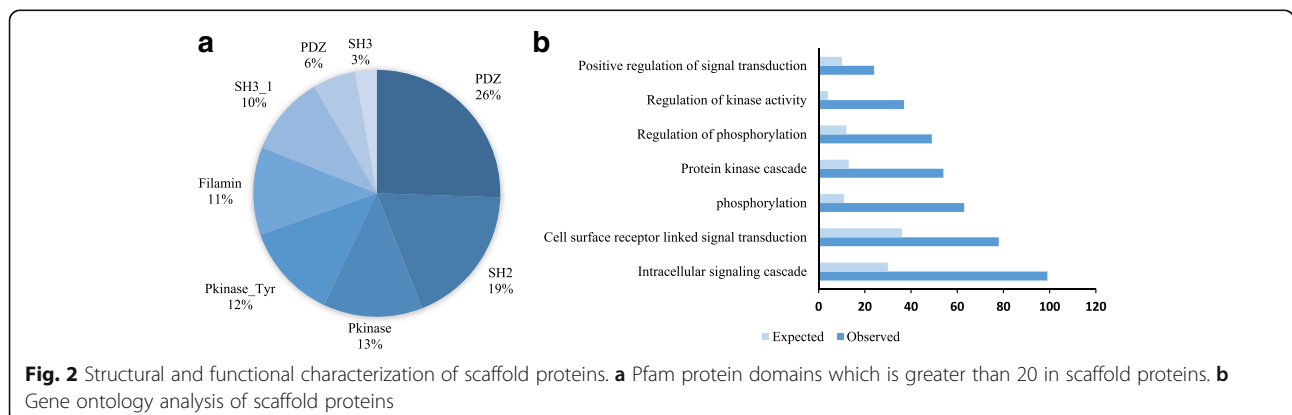 a
PDZ
26%
SH2
19%
Pkinase
13%
Pkinase_Tyr
12%
Filamin
11%
SH3_1
10%
PDZ
6%
SH3
3%
b
Positive regulation of signal transduction
Regulation of kinase activity
Regulation of phosphorylation
Protein kinase cascade
phosphorylation
Cell surface receptor linked signal transduction
Intracellular signaling cascade
0 20 40 60 80 100 120
Expected Observed
Fig. 2 Structural and functional characterization of scaffold proteins. a Pfam protein domains which is greater than 20 in scaffold proteins. b
Gene ontology analysis of scaffold proteins